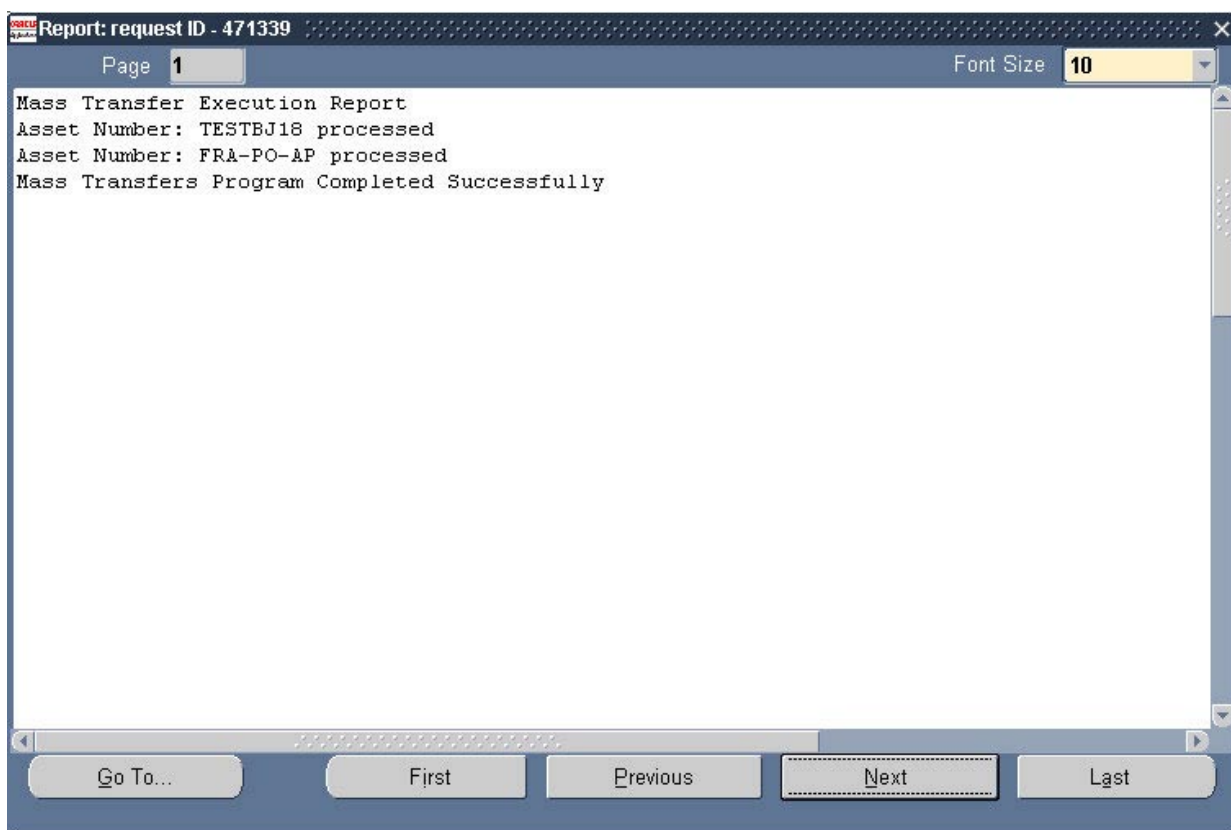 ORACLE
Report: request ID - 471339
Page 1
Font Size 10
Mass Transfer Execution Report
Asset Number: TESTBJ18 processed
Asset Number: FRA-PO-AP processed
Mass Transfers Program Completed Successfully
Go To...
First
Previous
Next
Last